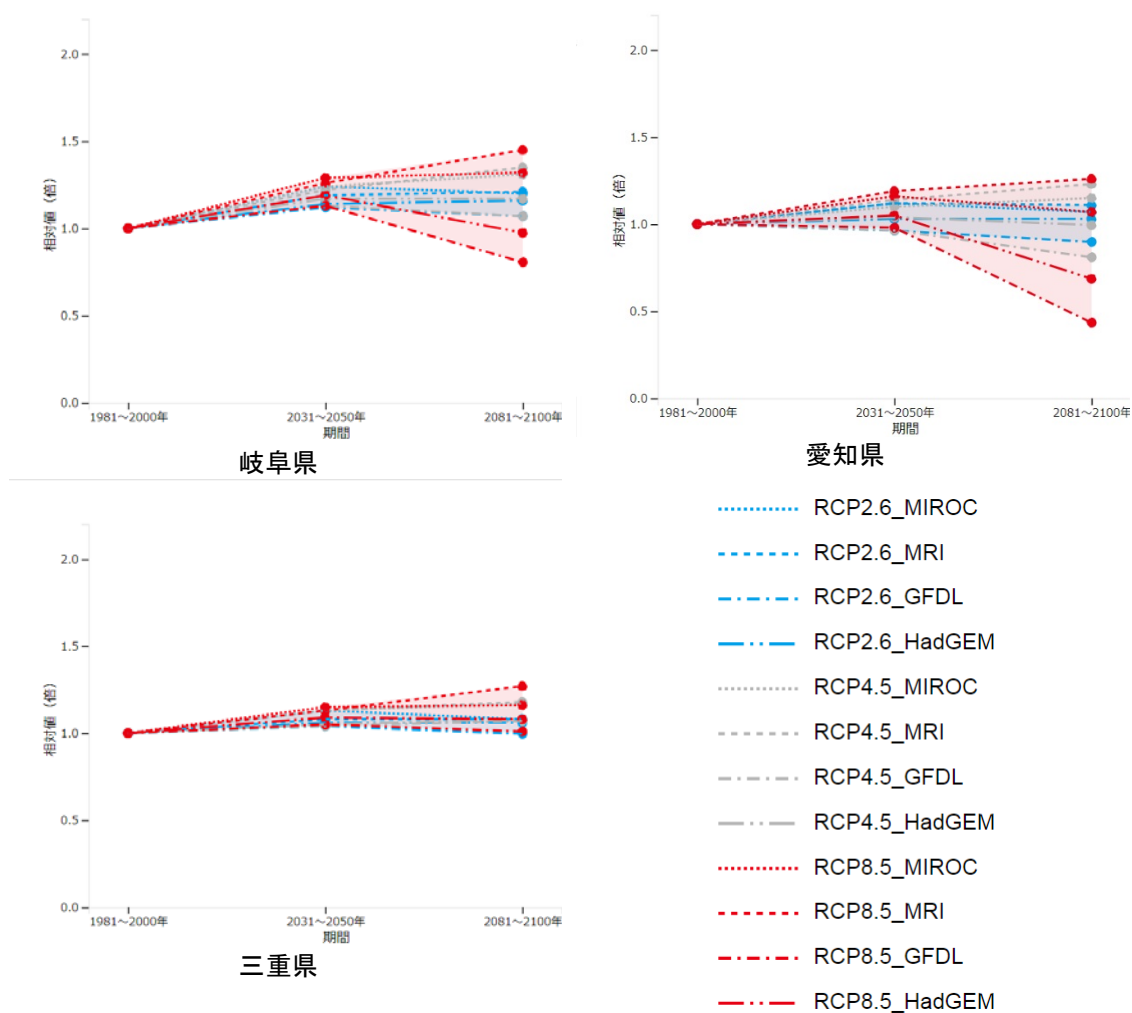 2.0
1.5
1.0
0.5
0.0
相対値（倍）
1981～2000年
2031～2050年
2081～2100年
期間
岐阜県
2.0
1.5
1.0
0.5
0.0
相対値（倍）
1981～2000年
2031～2050年
2081～2100年
期間
愛知県
2.0
1.5
1.0
0.5
0.0
相対値（倍）
1981～2000年
2031～2050年
2081～2100年
期間
三重県
RCP2.6_MIROC
RCP2.6_MRI
RCP2.6_GFDL
RCP2.6_HadGEM
RCP4.5_MIROC
RCP4.5_MRI
RCP4.5_GFDL
RCP4.5_HadGEM
RCP8.5_MIROC
RCP8.5_MRI
RCP8.5_GFDL
RCP8.5_HadGEM